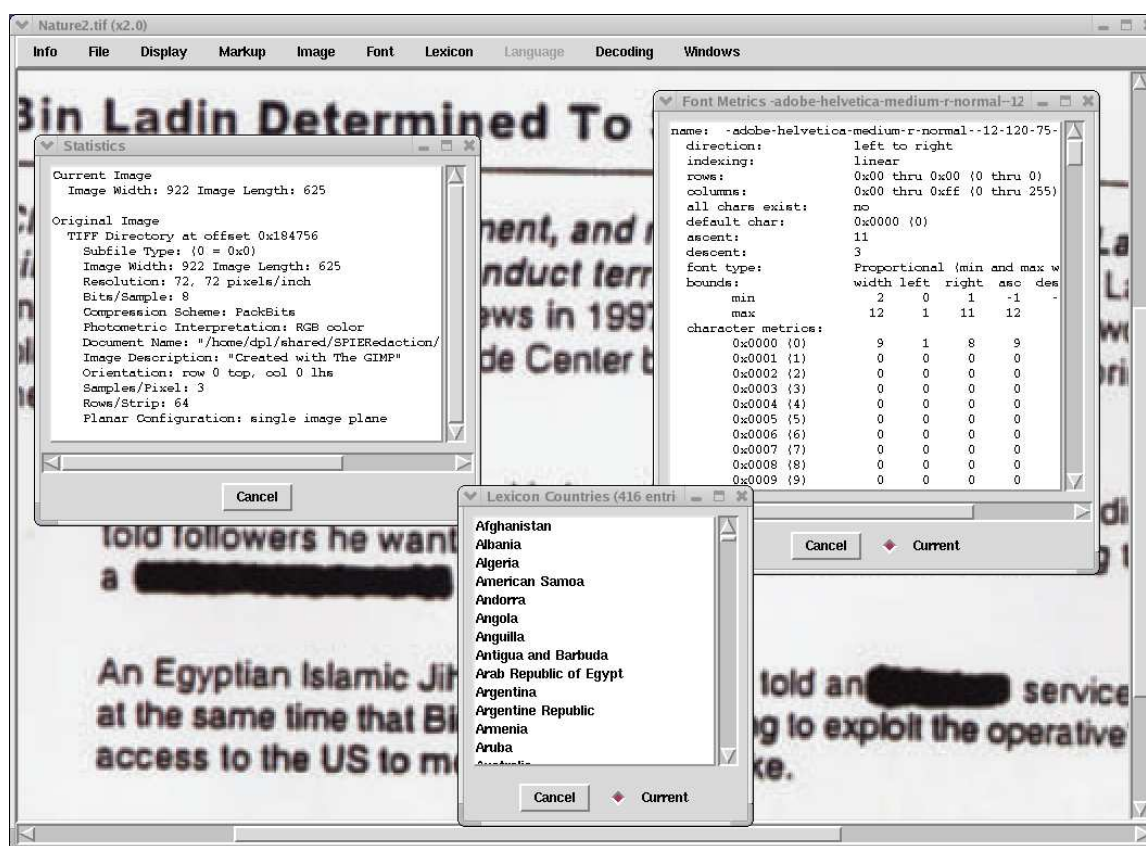 Nature2.tif (x2.0)
Info File Display Markup Image Font Lexicon Language Decoding Windows
Bin Ladin Determined To
Statistics
Current Image
Image Width: 922 Image Length: 625
Original Image
TIFF Directory at offset 0x184756
Subfile Type: (0 = 0x0)
Image Width: 922 Image Length: 625
Resolution: 72, 72 pixels/inch
Bits/Sample: 8
Compression Scheme: PackBits
Photometric Interpretation: RGB color
Document Name: "/home/dpl/shared/SPIERedaction/
Image Description: "Created with The GIMP"
Orientation: row 0 top, col 0 lhs
Samples/Pixel: 3
Rows/Strip: 64
Planar Configuration: single image plane
Cancel
Font Metrics -adobe-helvetica-medium-r-normal--12
name: -adobe-helvetica-medium-r-normal--12-120-75-
direction: left to right
indexing: linear
rows: 0x00 thru 0x00 (0 thru 0)
columns: 0x00 thru 0xff (0 thru 255)
all chars exist: no
default char: 0x0000 (0)
ascent: 11
descent: 3
font type: Proportional (min and max w
bounds: width left right asc des
min 2 0 1 -1 -
max 12 1 11 12
character metrics:
0x0000 (0) 9 1 8 9
0x0001 (1) 0 0 0 0
0x0002 (2) 0 0 0 0
0x0003 (3) 0 0 0 0
0x0004 (4) 0 0 0 0
0x0005 (5) 0 0 0 0
0x0006 (6) 0 0 0 0
0x0007 (7) 0 0 0 0
0x0008 (8) 0 0 0 0
0x0009 (9) 0 0 0 0
Cancel Current
ment, and
nduct terr
ews in 1997
de Center b
Lexicon Countries (416 entri
Afghanistan
Albania
Algeria
American Samoa
Andorra
Angola
Anguilla
Antigua and Barbuda
Arab Republic of Egypt
Argentina
Argentine Republic
Armenia
Aruba
Australia
Cancel Current
told followers he want
a
An Egyptian Islamic Jih told an service
at the same time that Bi ng to exploit the operative'
access to the US to m ke.